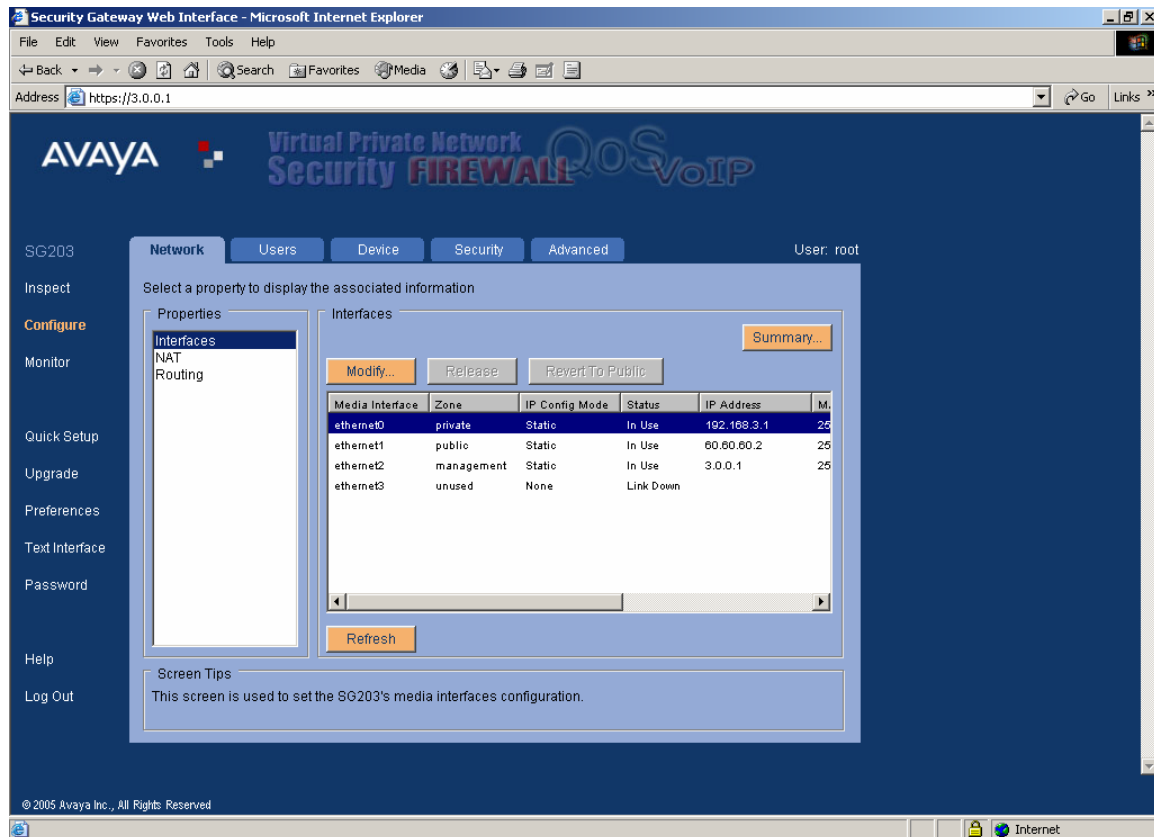 Security Gateway Web Interface - Microsoft Internet Explorer
File Edit View Favorites Tools Help
Back Search Favorites Media
Address https://3.0.0.1 Go Links »
AVAYA
Virtual Private Network
Security FIREWALL QoS VoIP
SG203
Network Users Device Security Advanced User: root
Inspect
Configure
Monitor
Quick Setup
Upgrade
Preferences
Text Interface
Password
Help
Log Out
Select a property to display the associated information
Properties
Interfaces
NAT
Routing
Interfaces
Summary...
Modify... Release Revert To Public
Media Interface Zone IP Config Mode Status IP Address M.
ethernet0 private Static In Use 192.168.3.1 25
ethernet1 public Static In Use 60.60.60.2 25
ethernet2 management Static In Use 3.0.0.1 25
ethernet3 unused None Link Down
Refresh
Screen Tips
This screen is used to set the SG203's media interfaces configuration.
© 2005 Avaya Inc., All Rights Reserved
Internet